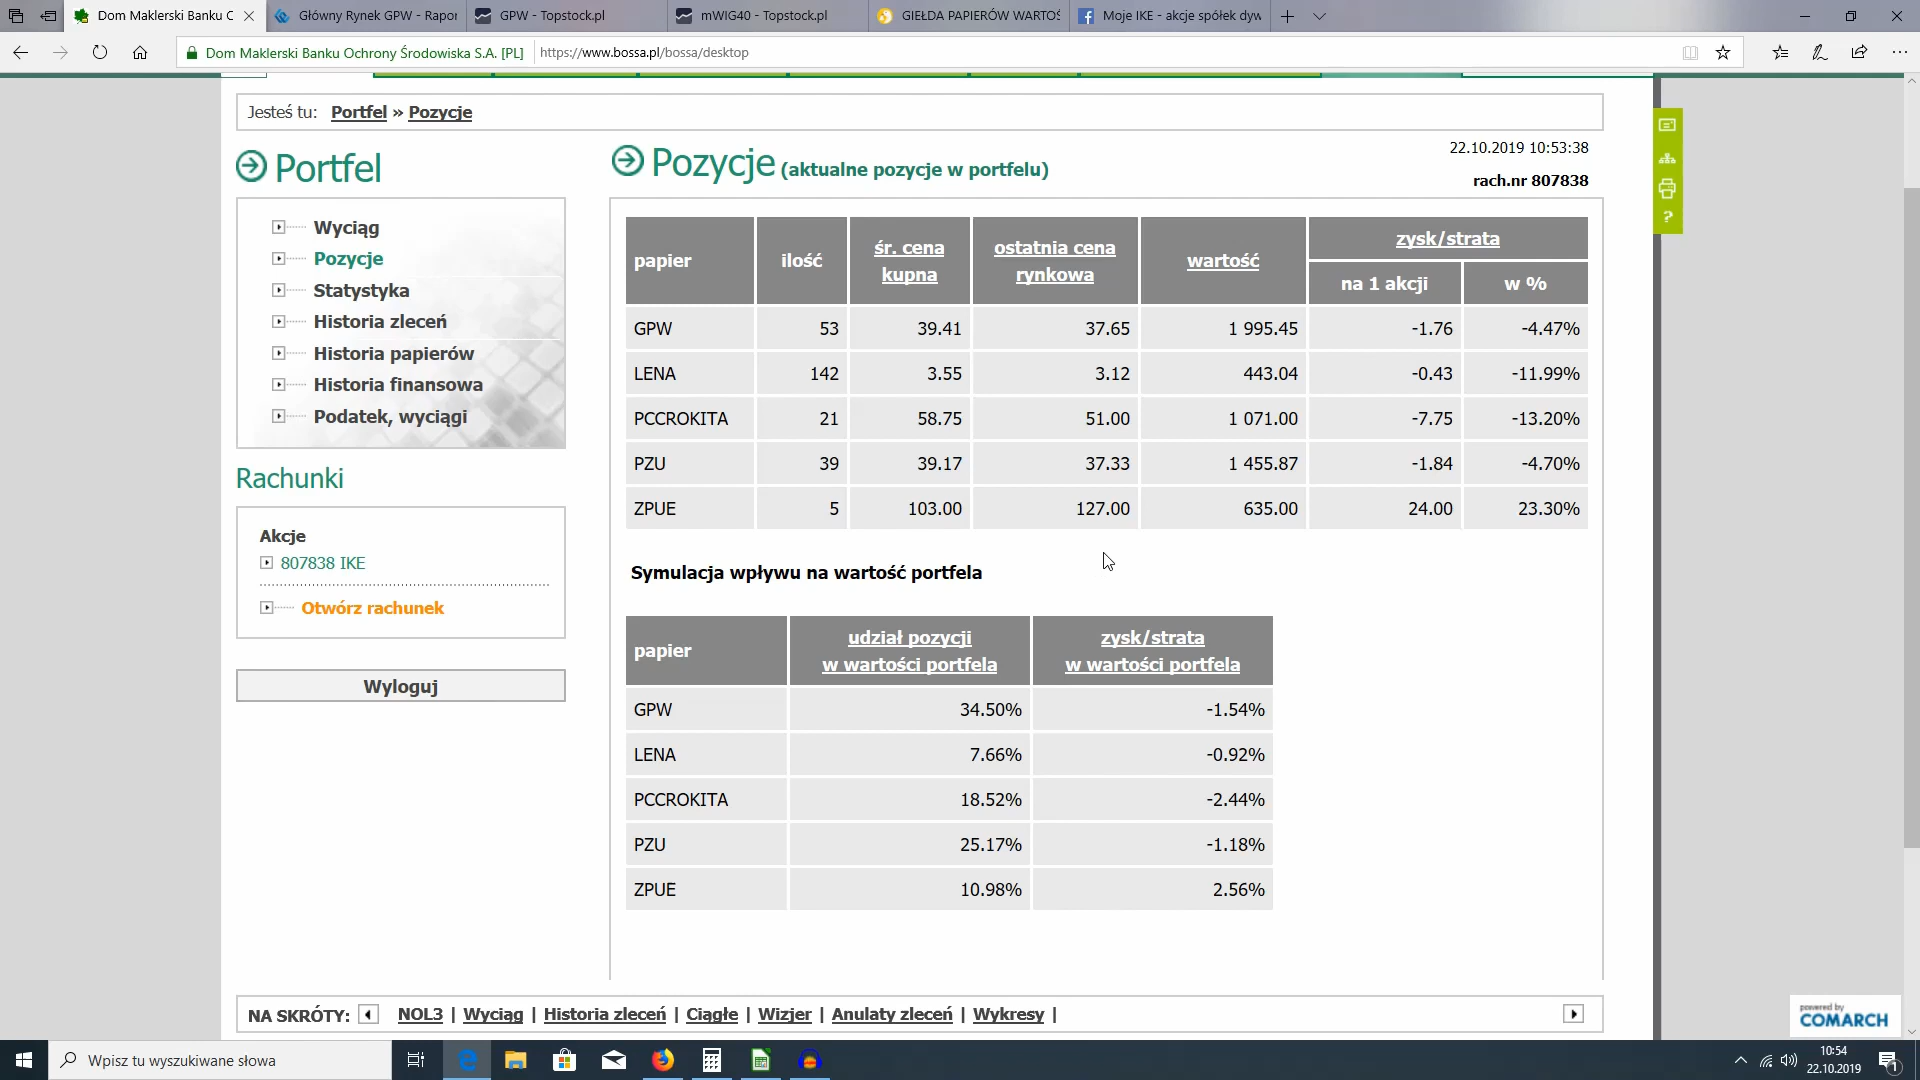 Dom Maklerski Banku C
Główny Rynek GPW - Rapor
GPW - Topstock.pl
mWIG40 - Topstock.pl
GIEŁDA PAPIERÓW WARTOŚ
Moje IKE - akcje spółek dyw
Dom Maklerski Banku Ochrony Środowiska S.A. [PL]
https://www.bossa.pl/bossa/desktop
Jesteś tu: Portfel » Pozycje
Portfel
Wyciąg
Pozycje
Statystyka
Historia zleceń
Historia papierów
Historia finansowa
Podatek, wyciągi
Rachunki
Akcje
807838 IKE
Otwórz rachunek
Wyloguj
Pozycje (aktualne pozycje w portfelu)
22.10.2019 10:53:38
rach.nr 807838
papier ilość śr. cena kupna ostatnia cena rynkowa wartość zysk/strata
na 1 akcji w %
GPW 53 39.41 37.65 1 995.45 -1.76 -4.47%
LENA 142 3.55 3.12 443.04 -0.43 -11.99%
PCCROKITA 21 58.75 51.00 1 071.00 -7.75 -13.20%
PZU 39 39.17 37.33 1 455.87 -1.84 -4.70%
ZPUE 5 103.00 127.00 635.00 24.00 23.30%
Symulacja wpływu na wartość portfela
papier udział pozycji w wartości portfela zysk/strata w wartości portfela
GPW 34.50% -1.54%
LENA 7.66% -0.92%
PCCROKITA 18.52% -2.44%
PZU 25.17% -1.18%
ZPUE 10.98% 2.56%
NA SKRÓTY: NOL3 | Wyciąg | Historia zleceń | Ciągłe | Wizjer | Anulaty zleceń | Wykresy |
powered by
COMARCH
Wpisz tu wyszukiwane słowa
10:54
22.10.2019
1